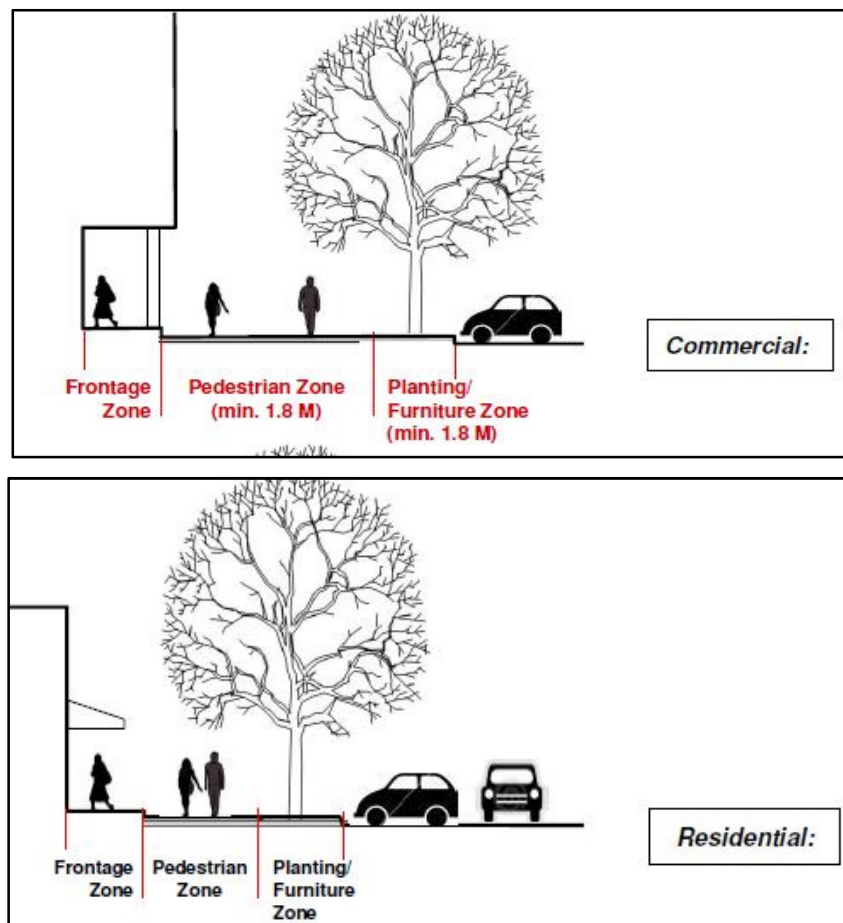 Commercial:
Frontage Zone
Pedestrian Zone (min. 1.8 M)
Planting/ Furniture Zone (min. 1.8 M)
Residential:
Frontage Zone
Pedestrian Zone
Planting/ Furniture Zone